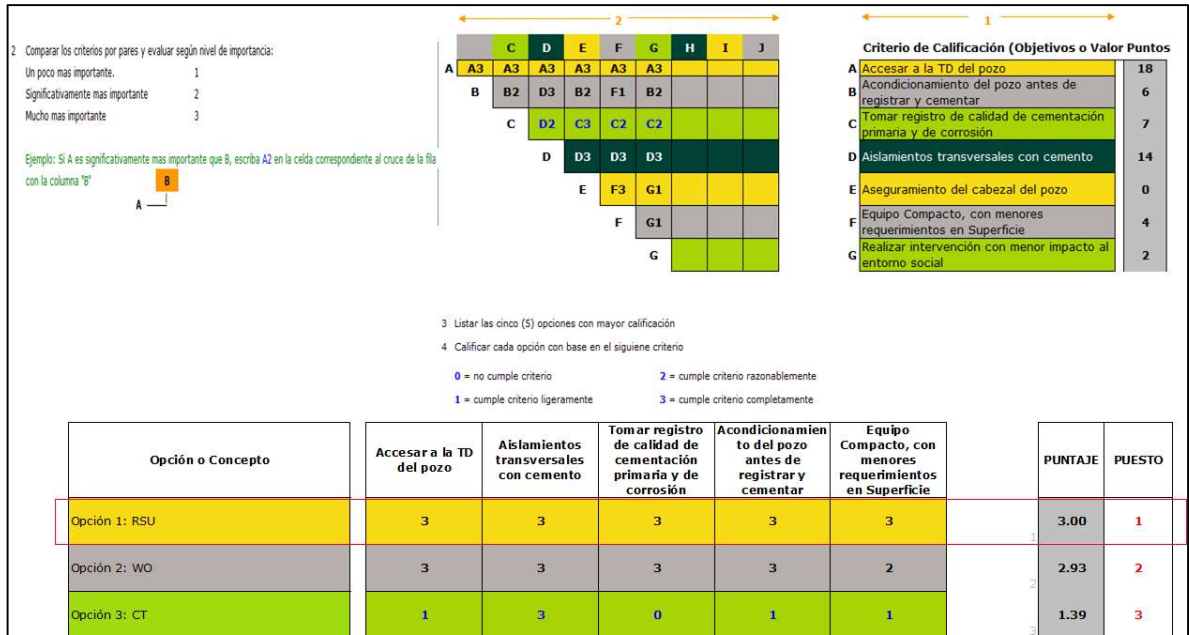 2
1
2 Comparar los criterios por pares y evaluar según nivel de importancia:
Un poco mas importante. 1
Significativamente mas importante 2
Mucho mas importante 3
Ejemplo: Si A es significativamente mas importante que B, escriba A2 en la celda correspondiente al cruce de la fila
con la columna "B"
B
A
C D E F G H I J
A A3 A3 A3 A3 A3 A3
B B2 D3 B2 F1 B2
C D2 C3 C2 C2
D D3 D3 D3
E F3 G1
F G1
G
Criterio de Calificación (Objetivos o Valor Puntos
A Accesar a la TD del pozo 18
B Acondicionamiento del pozo antes de
registrar y cementar 6
C Tomar registro de calidad de cementación
primaria y de corrosión 7
D Aislamientos transversales con cemento 14
E Aseguramiento del cabezal del pozo 0
F Equipo Compacto, con menores
requerimientos en Superficie 4
G Realizar intervención con menor impacto al
entorno social 2
3 Listar las cinco (5) opciones con mayor calificación
4 Calificar cada opción con base en el siguiene criterio
0 = no cumple criterio 2 = cumple criterio razonablemente
1 = cumple criterio ligeramente 3 = cumple criterio completamente
Opción o Concepto
Accesar a la TD
del pozo
Aislamientos
transversales
con cemento
Tomar registro
de calidad de
cementación
primaria y de
corrosión
Acondicionamien
to del pozo
antes de
registrar y
cementar
Equipo
Compacto, con
menores
requerimientos
en Superficie
PUNTAJE PUESTO
Opción 1: RSU 3 3 3 3 3 1 3.00 1
Opción 2: WO 3 3 3 3 2 2 2.93 2
Opción 3: CT 1 3 0 1 1 3 1.39 3